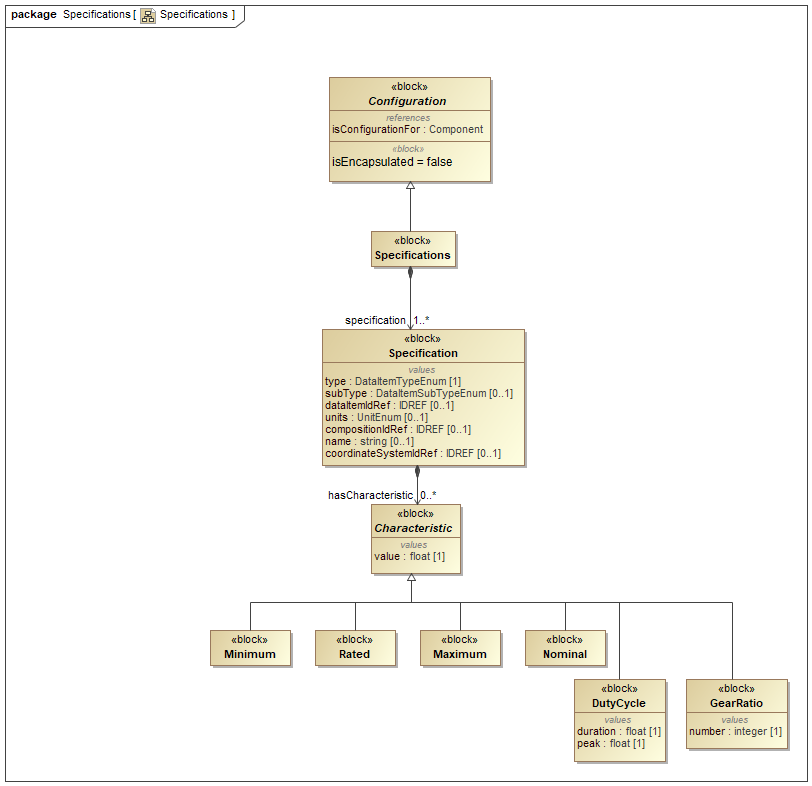 package Specifications [ Specifications ]
«block»
Configuration
references
isConfigurationFor : Component
«block»
isEncapsulated = false
«block»
Specifications
specification 1..*
«block»
Specification
values
type : DataItemTypeEnum [1]
subType : DataItemSubTypeEnum [0..1]
dataItemIdRef : IDREF [0..1]
units : UnitEnum [0..1]
compositionIdRef : IDREF [0..1]
name : string [0..1]
coordinateSystemIdRef : IDREF [0..1]
hasCharacteristic 0..*
«block»
Characteristic
values
value : float [1]
«block»
Minimum
«block»
Rated
«block»
Maximum
«block»
Nominal
«block»
DutyCycle
values
duration : float [1]
peak : float [1]
«block»
GearRatio
values
number : integer [1]